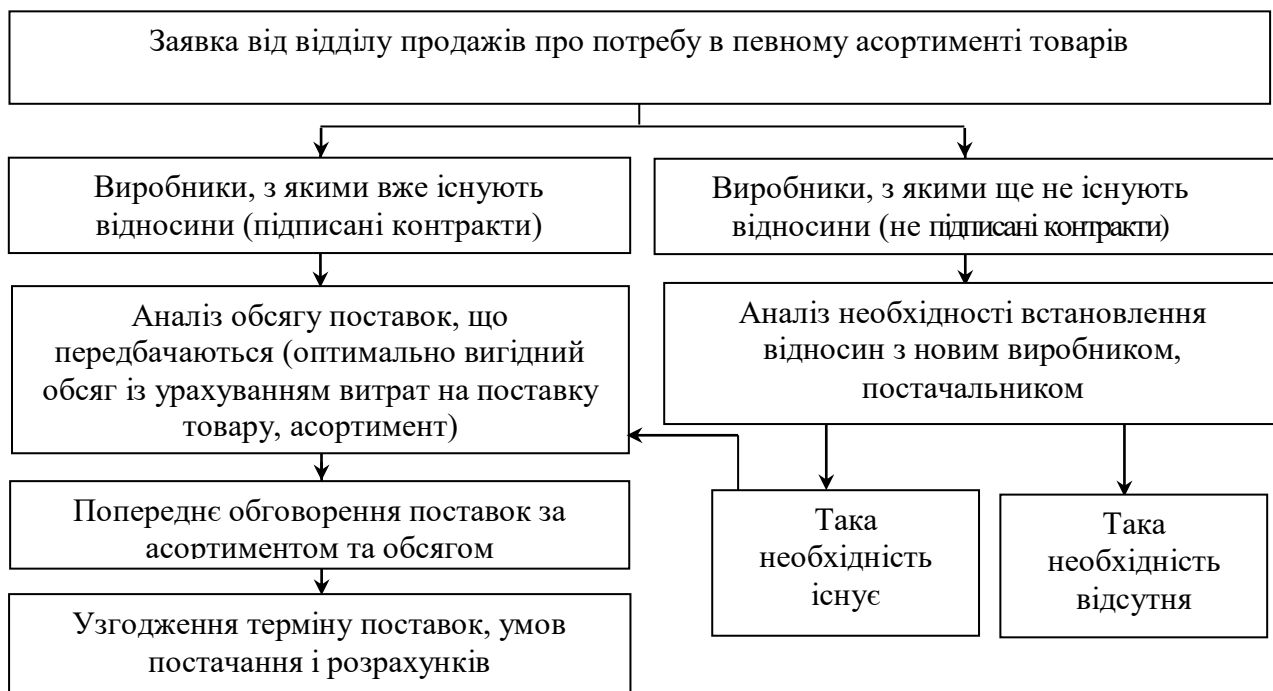 Заявка від відділу продажів про потребу в певному асортименті товарів
Виробники, з якими вже існують
відносини (підписані контракти)
Виробники, з якими ще не існують
відносини (не підписані контракти)
Аналіз обсягу поставок, що
передбачаються (оптимально вигідний
обсяг із урахуванням витрат на поставку
товару, асортимент)
Аналіз необхідності встановлення
відносин з новим виробником,
постачальником
Попереднє обговорення поставок за
асортиментом та обсягом
Така
необхідність
існує
Така
необхідність
відсутня
Узгодження терміну поставок, умов
постачання і розрахунків